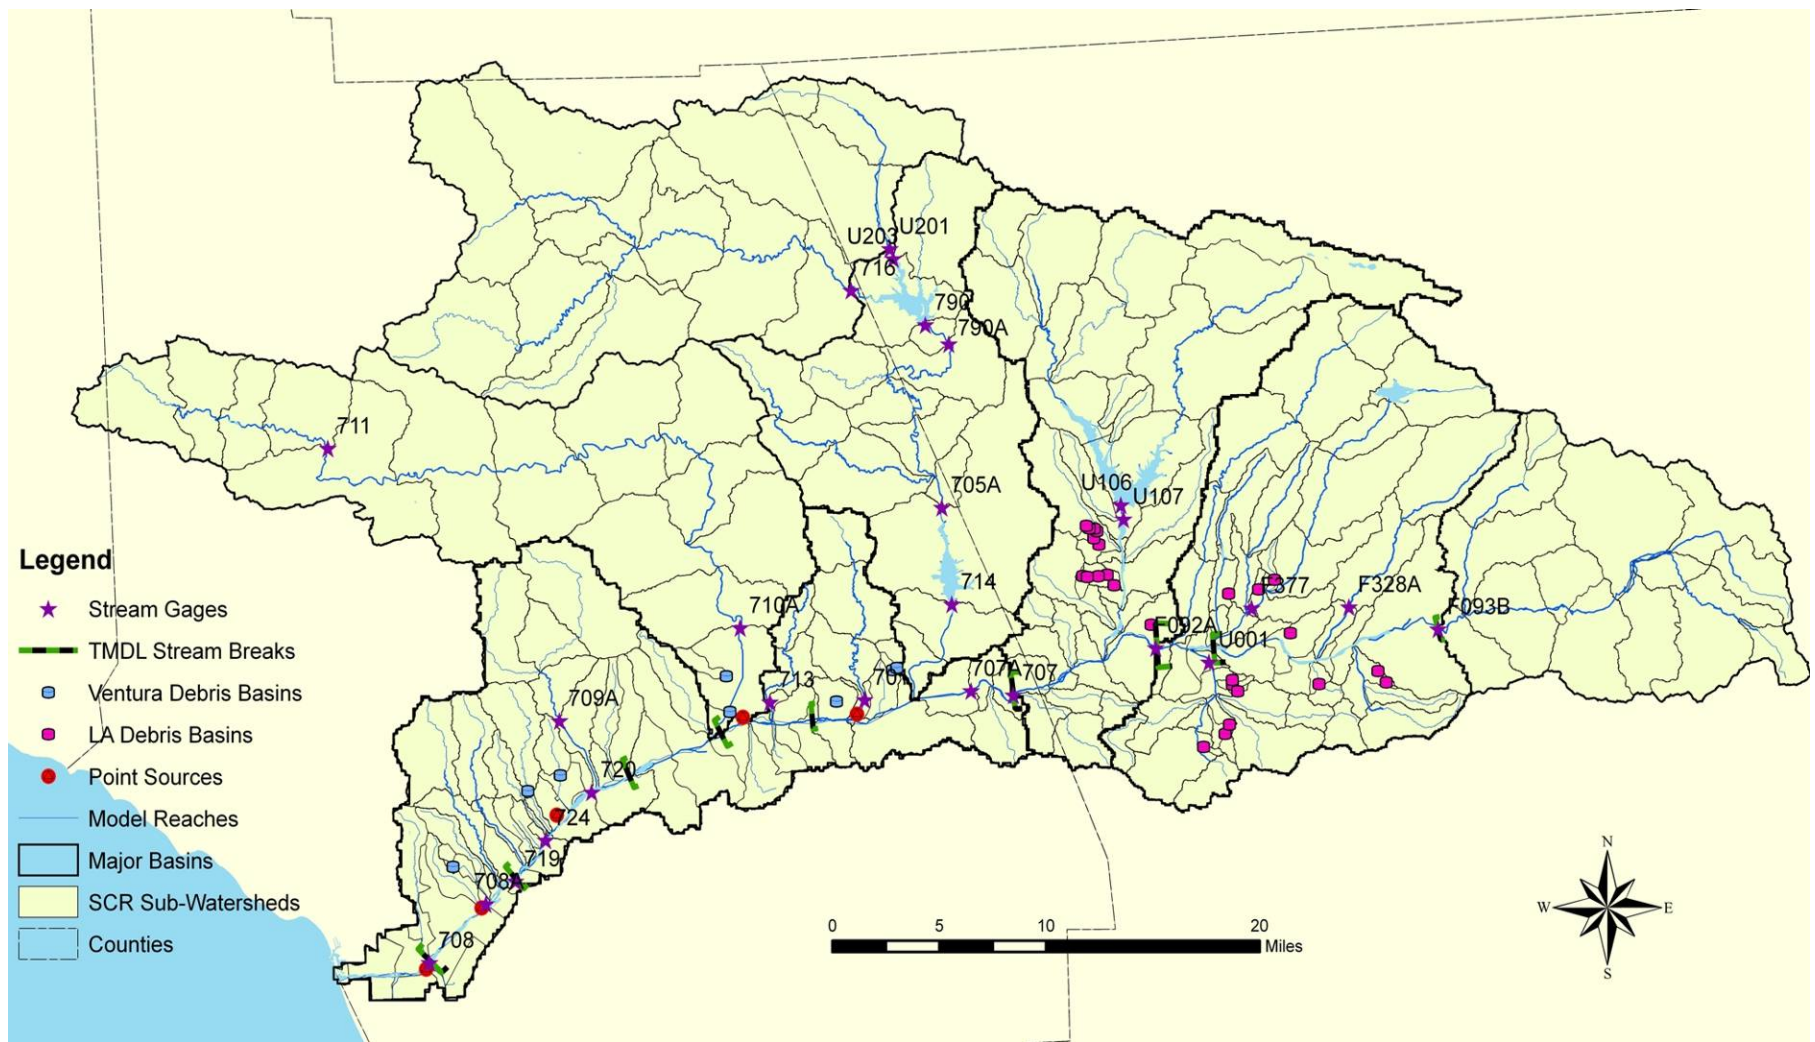 U201
U203
716
790
790A
711
705A
U106
U107
714
710A
F377
F328A
F093B
F092A
U001
713
707A
707
709A
720
724
719
708A
708
Legend
Stream Gages
TMDL Stream Breaks
Ventura Debris Basins
LA Debris Basins
Point Sources
Model Reaches
Major Basins
SCR Sub-Watersheds
Counties
0 5 10 20
Miles
N
W E
S